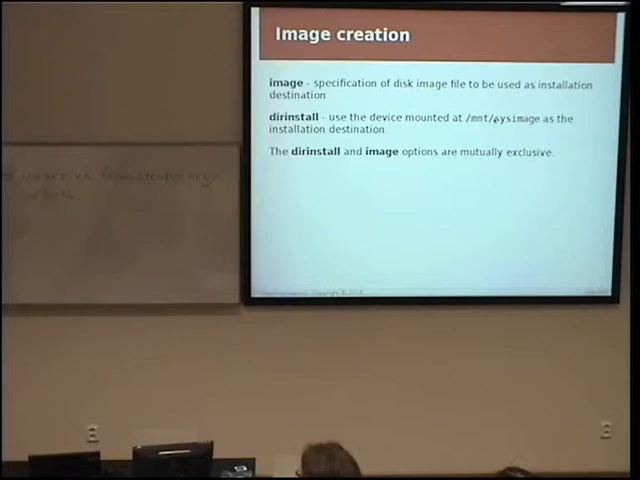 Image creation
image - specification of disk image file to be used as installation
destination
dirinstall - use the device mounted at /mnt/sysimage as the
installation destination
The dirinstall and image options are mutually exclusive.